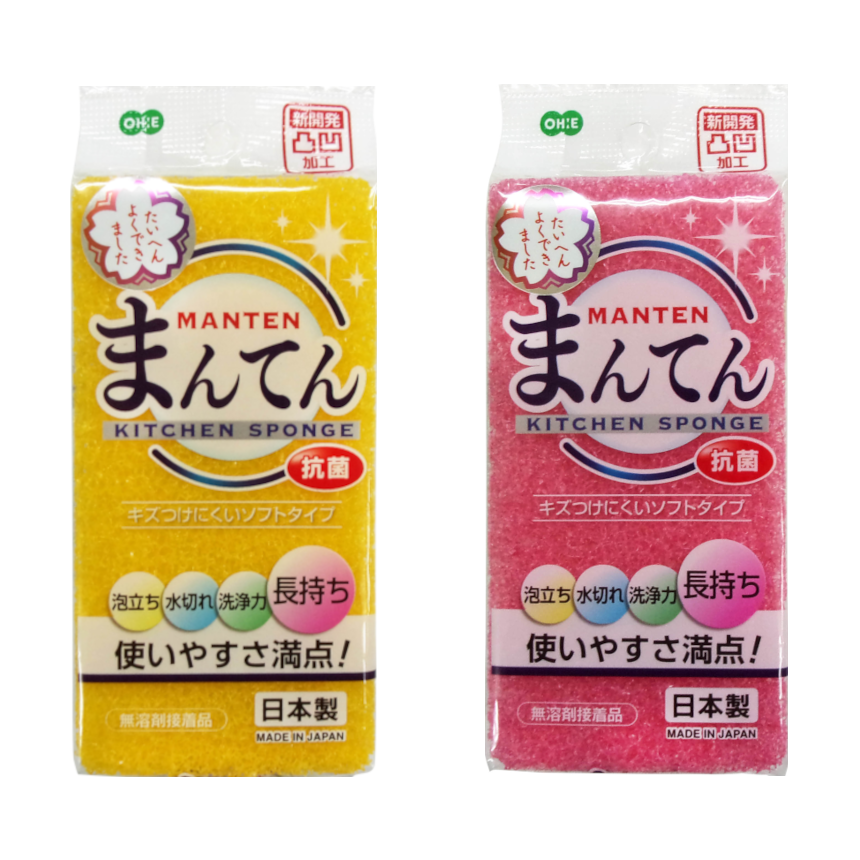 OH:E
新開発
凸凹
加工
たいへん
よくでき
ました
MANTEN
まんてん
KITCHEN SPONGE
抗菌
キズつけにくいソフトタイプ
泡立ち 水切れ 洗浄力 長持ち
使いやすさ満点!
無溶剤接着品
日本製
MADE IN JAPAN
OH:E
新開発
凸凹
加工
たいへん
よくでき
ました
MANTEN
まんてん
KITCHEN SPONGE
抗菌
キズつけにくいソフトタイプ
泡立ち 水切れ 洗浄力 長持ち
使いやすさ満点!
無溶剤接着品
日本製
MADE IN JAPAN